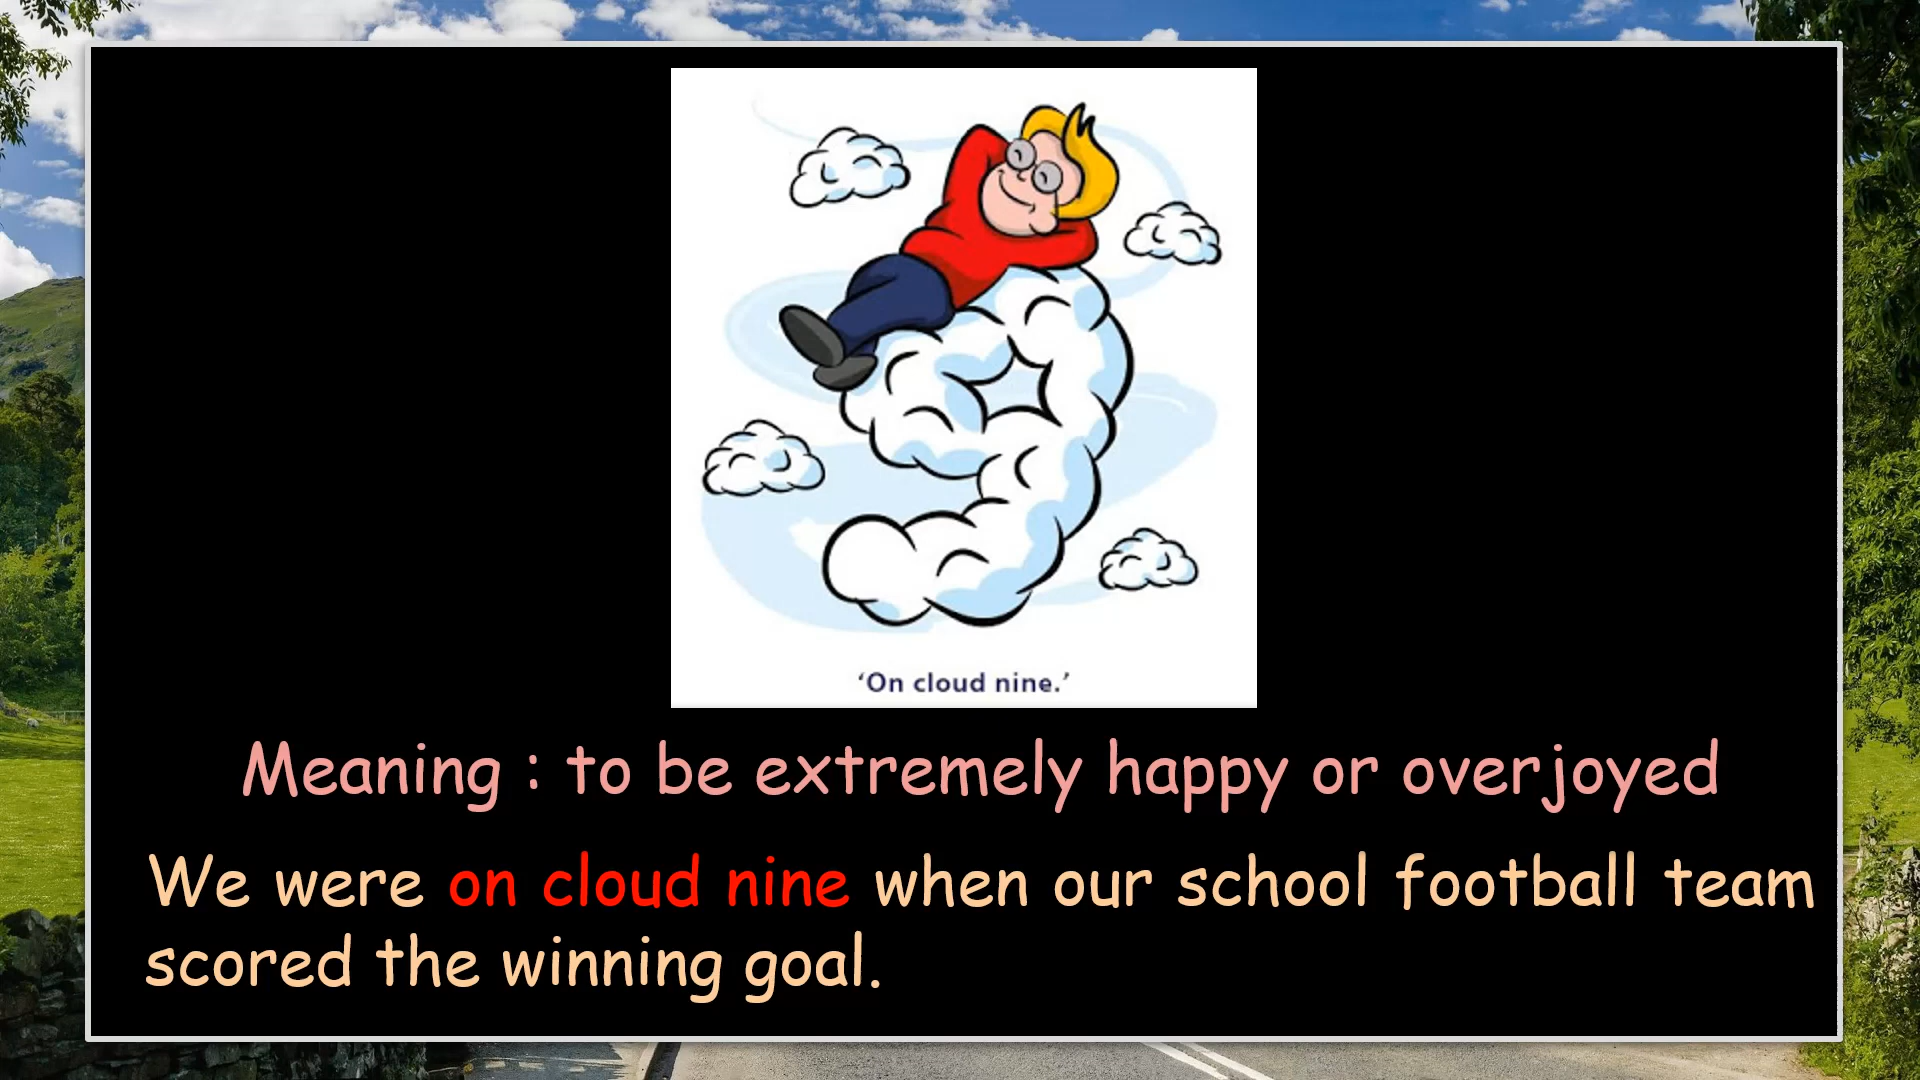 ‘On cloud nine.’
Meaning : to be extremely happy or overjoyed
We were on cloud nine when our school football team
scored the winning goal.